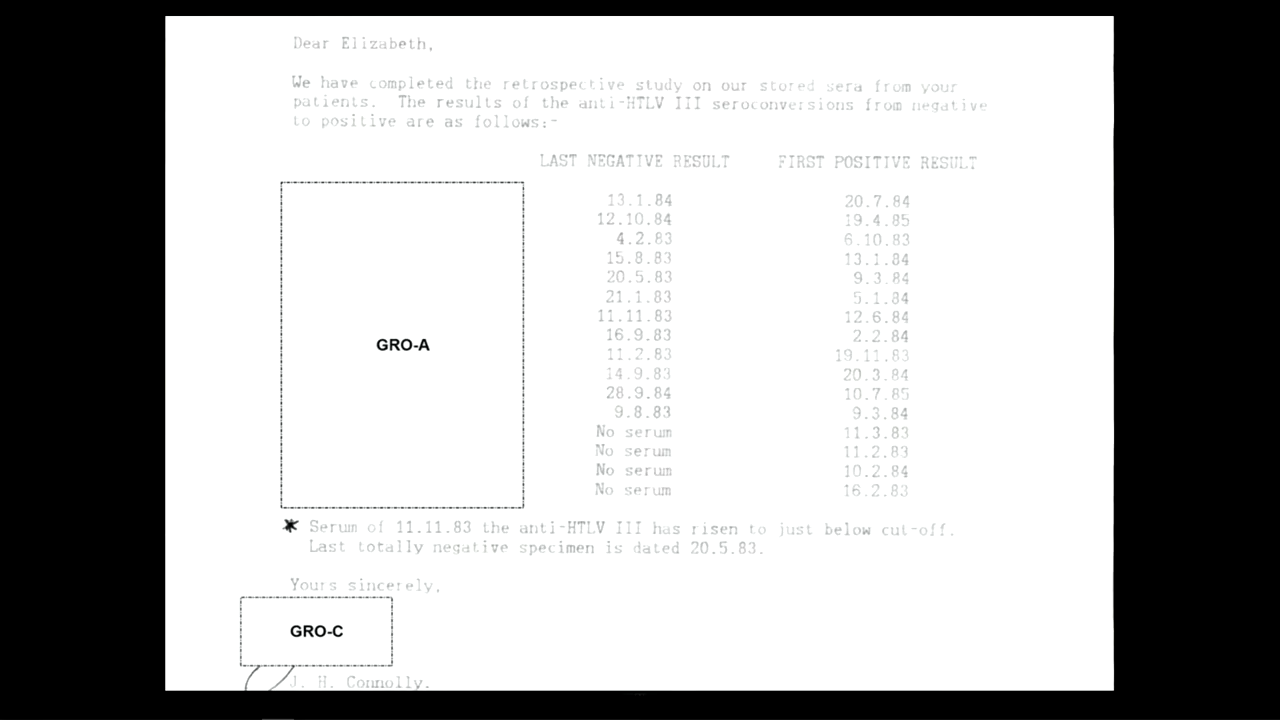 Dear Elizabeth,
We have completed the retrospective study on our stored sera from your
patients. The results of the anti-HTLV III seroconversions from negative
to positive are as follows:-
LAST NEGATIVE RESULT FIRST POSITIVE RESULT
13.1.84 20.7.84
12.10.84 19.4.85
4.2.83 6.10.83
15.8.83 13.1.84
20.5.83 9.3.84
21.1.83 5.1.84
11.11.83 12.6.84
16.9.83 2.2.84
11.2.83 19.11.83
14.9.83 20.3.84
28.9.84 10.7.85
9.8.83 9.3.84
No serum 11.3.83
No serum 11.2.83
No serum 10.2.84
No serum 16.2.83
GRO-A
* Serum of 11.11.83 the anti-HTLV III has risen to just below cut-off.
Last totally negative specimen is dated 20.5.83.
Yours sincerely,
GRO-C
J. H. Connolly.